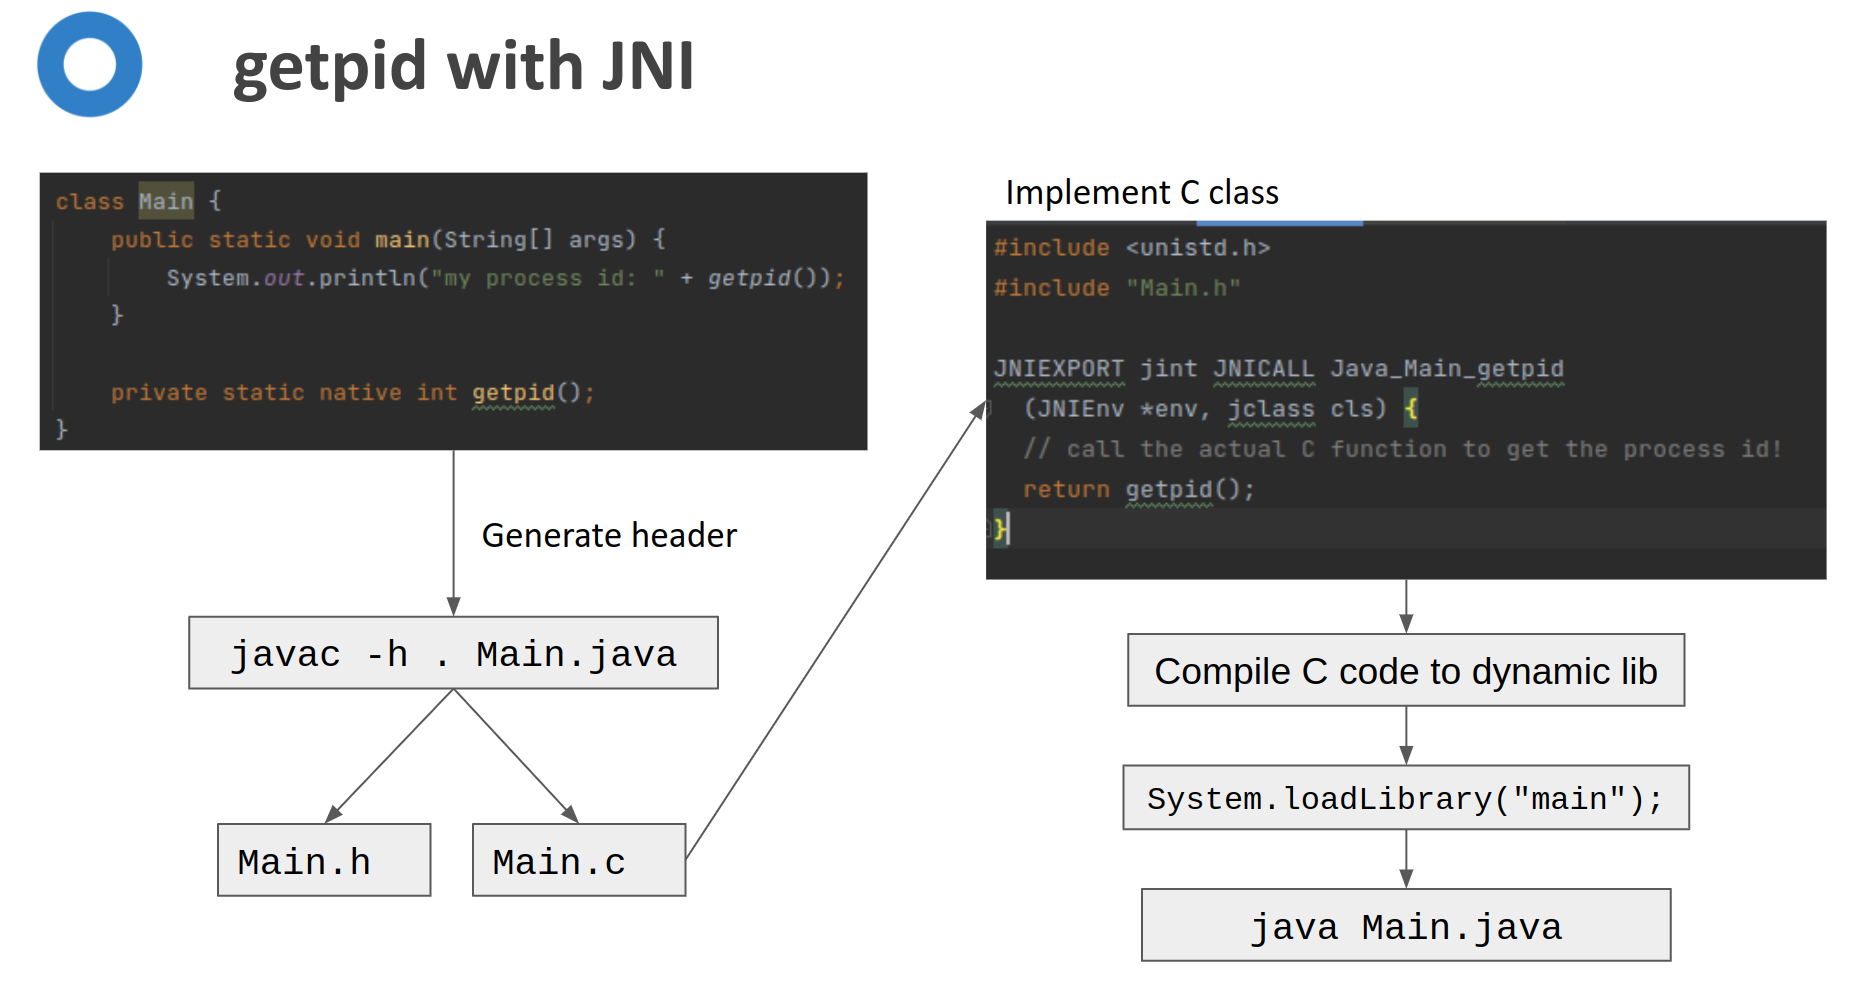 getpid with JNI
class Main {
public static void main(String[] args) {
System.out.println("my process id: " + getpid());
}
private static native int getpid();
}
Generate header
javac -h . Main.java
Main.h
Main.c
Implement C class
#include <unistd.h>
#include "Main.h"
JNIEXPORT jint JNICALL Java_Main_getpid
(JNIEnv *env, jclass cls) {
// call the actual C function to get the process id!
return getpid();
}
Compile C code to dynamic lib
System.loadLibrary("main");
java Main.java